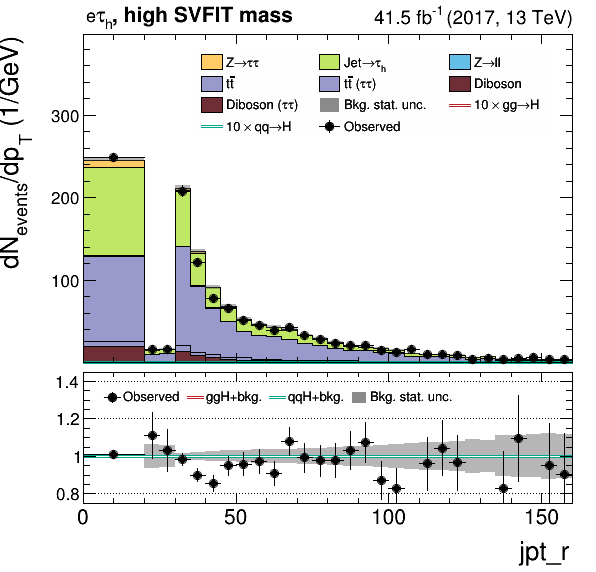 eτh, high SVFIT mass 41.5 fb-1 (2017, 13 TeV)
dNevents/dpT (1/GeV)
Z→ττ Jet→τh Z→ll
tt̄ tt̄ (ττ) Diboson
Diboson (ττ) Bkg. stat. unc. 10 × gg→H
10 × qq→H Observed
300
200
100
Observed ggH+bkg. qqH+bkg. Bkg. stat. unc.
1.4
1.2
1
0.8
0 50 100 150
jpt_r